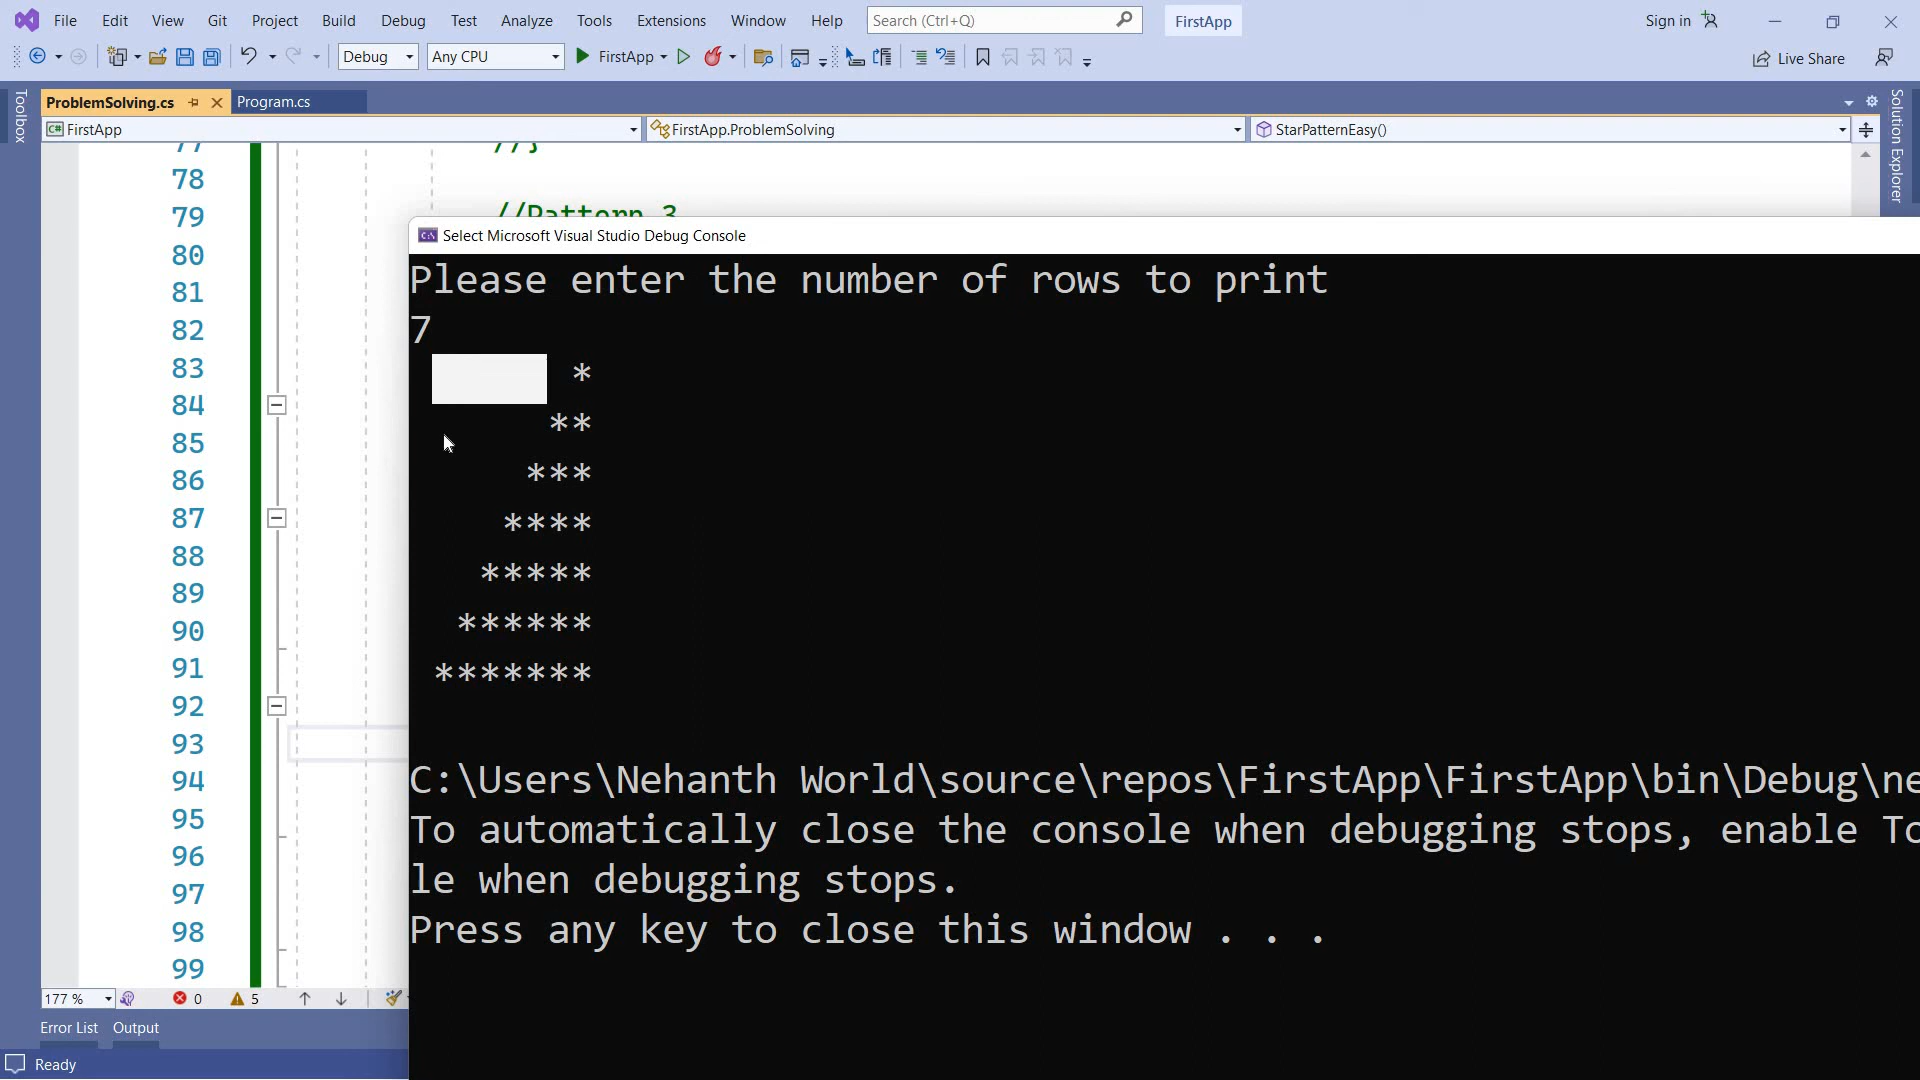 File Edit View Git Project Build Debug Test Analyze Tools Extensions Window Help Search (Ctrl+Q) FirstApp Sign in
Debug Any CPU FirstApp Live Share
Toolbox
ProblemSolving.cs Program.cs
Solution Explorer
C# FirstApp FirstApp.ProblemSolving StarPatternEasy()
77 //}
78
79 //Pattern 3
80
81
82
83
84
85
86
87
88
89
90
91
92
93
94
95
96
97
98
99
Select Microsoft Visual Studio Debug Console
Please enter the number of rows to print
7
*
**
***
****
*****
******
*******
C:\Users\Nehanth World\source\repos\FirstApp\FirstApp\bin\Debug\ne
To automatically close the console when debugging stops, enable To
le when debugging stops.
Press any key to close this window . . .
177 % 0 5
Error List Output
Ready